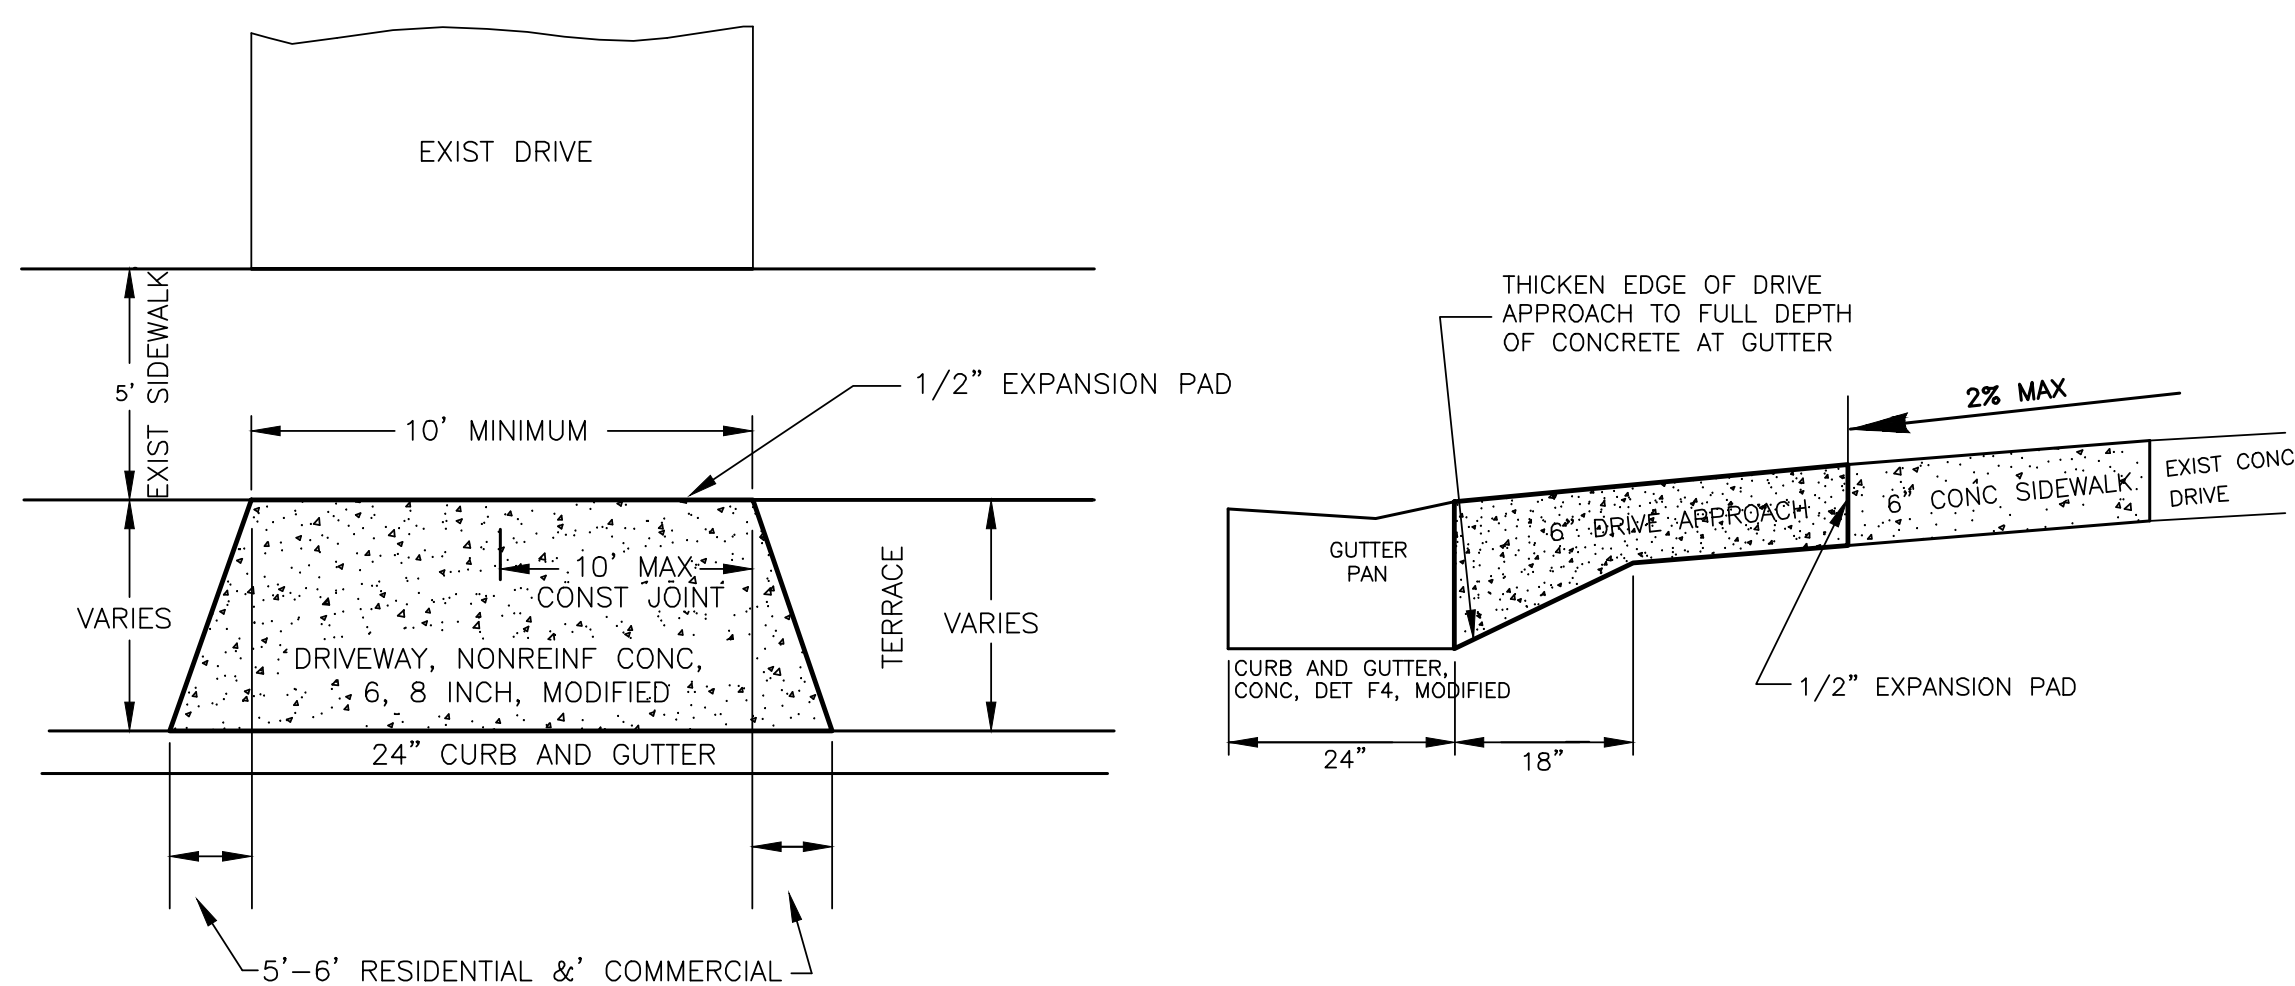 EXIST DRIVE
EXIST SIDEWALK
5'
1/2" EXPANSION PAD
10' MINIMUM
10' MAX
CONST JOINT
VARIES
TERRACE
VARIES
DRIVEWAY, NONREINF CONC,
6, 8 INCH, MODIFIED
24" CURB AND GUTTER
5'-6' RESIDENTIAL &' COMMERCIAL
THICKEN EDGE OF DRIVE
APPROACH TO FULL DEPTH
OF CONCRETE AT GUTTER
2% MAX
EXIST CONC
DRIVE
6" CONC SIDEWALK
6" DRIVE APPROACH
GUTTER
PAN
CURB AND GUTTER,
CONC, DET F4, MODIFIED
1/2" EXPANSION PAD
24"
18"